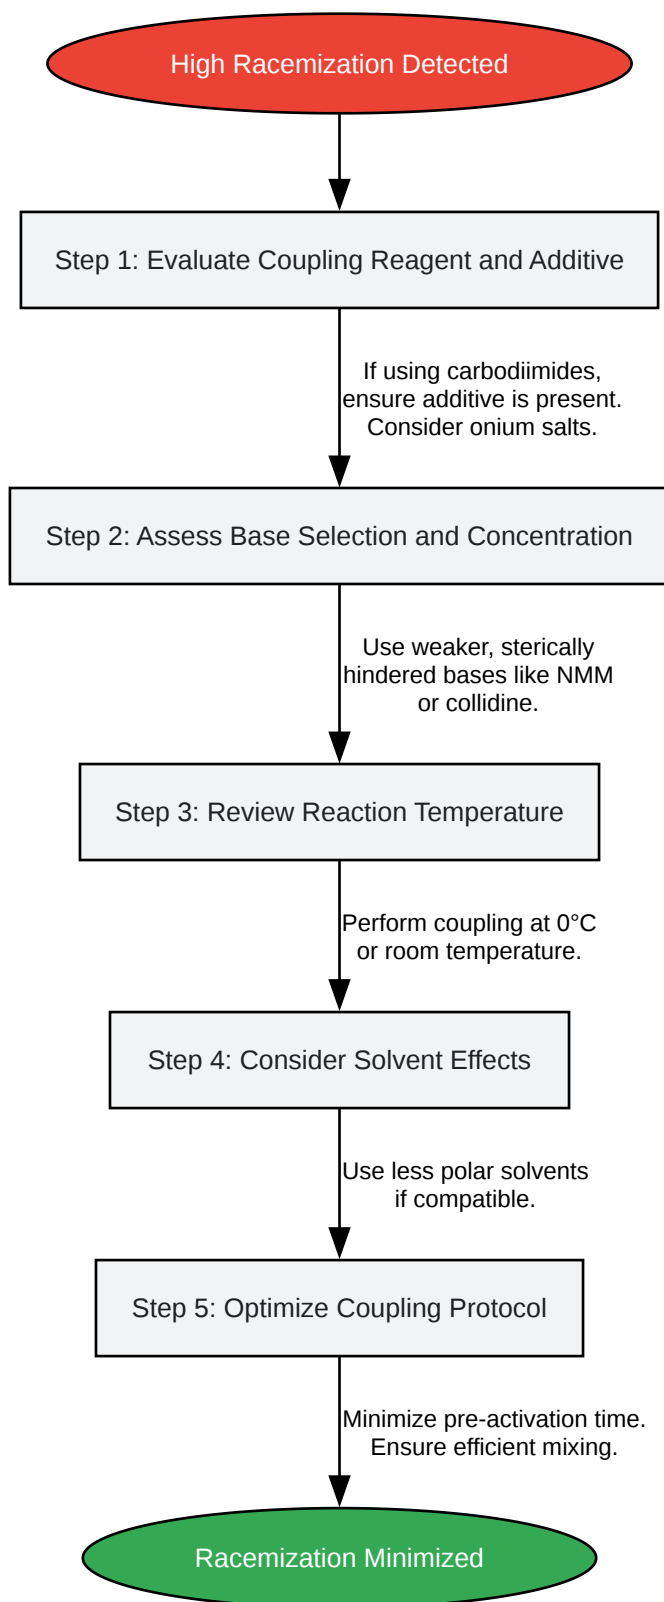 High Racemization Detected
Step 1: Evaluate Coupling Reagent and Additive
If using carbodiimides,
ensure additive is present.
Consider onium salts.
Step 2: Assess Base Selection and Concentration
Use weaker, sterically
hindered bases like NMM
or collidine.
Step 3: Review Reaction Temperature
Perform coupling at 0°C
or room temperature.
Step 4: Consider Solvent Effects
Use less polar solvents
if compatible.
Step 5: Optimize Coupling Protocol
Minimize pre-activation time.
Ensure efficient mixing.
Racemization Minimized